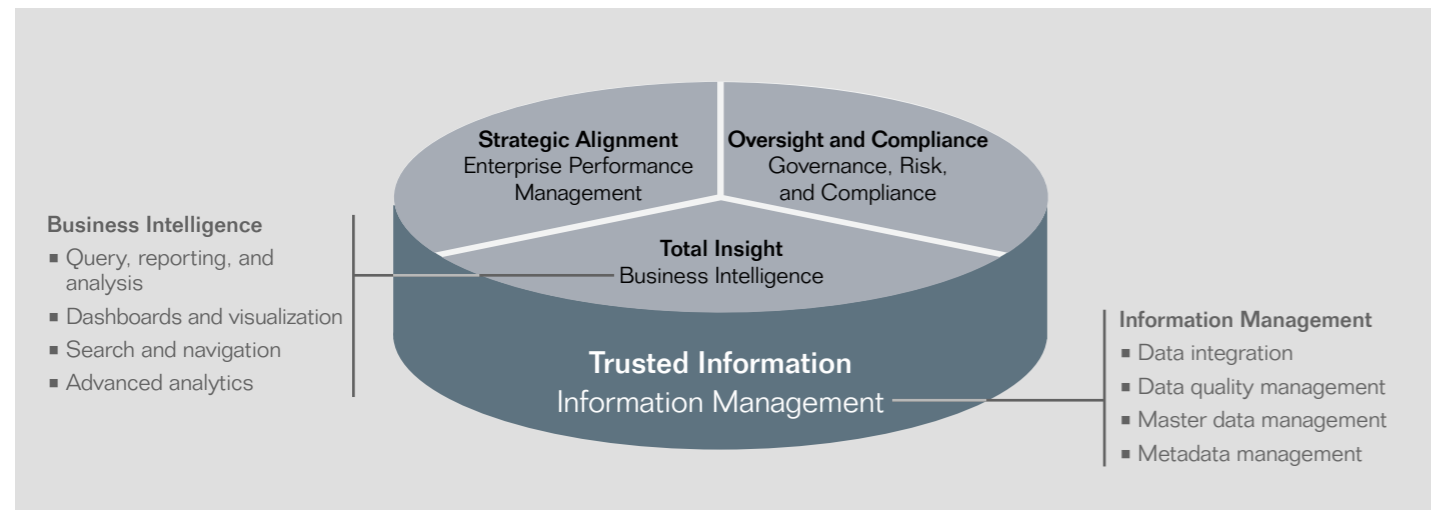 Strategic Alignment
Enterprise Performance
Management
Oversight and Compliance
Governance, Risk,
and Compliance
Total Insight
Business Intelligence
Trusted Information
Information Management
Business Intelligence
■ Query, reporting, and
analysis
■ Dashboards and visualization
■ Search and navigation
■ Advanced analytics
Information Management
■ Data integration
■ Data quality management
■ Master data management
■ Metadata management